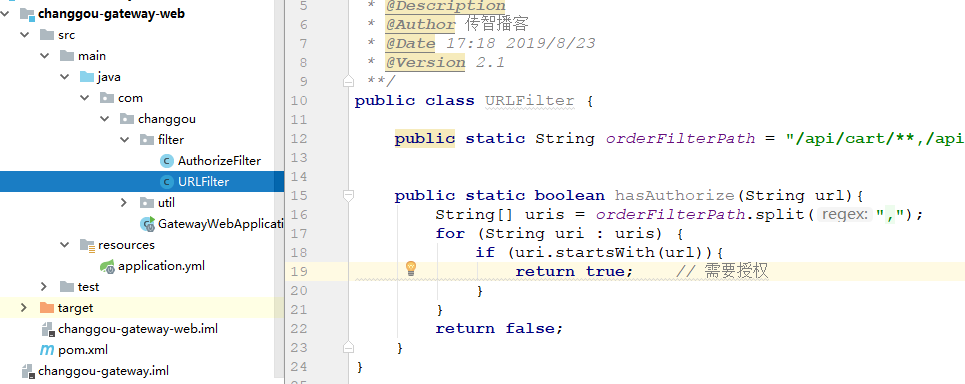 changgou-gateway-web
src
main
java
com
changgou
filter
AuthorizeFilter
URLFilter
util
GatewayWebApplicati
resources
application.yml
test
target
changgou-gateway-web.iml
pom.xml
changgou-gateway.iml
5 * @Description
6 * @Author 传智播客
7 * @Date 17:18 2019/8/23
8 * @Version 2.1
9 **/
10 public class URLFilter {
11
12 public static String orderFilterPath = "/api/cart/**,/api
13
14
15 public static boolean hasAuthorize(String url){
16 String[] uris = orderFilterPath.split( regex: ",");
17 for (String uri : uris) {
18 if (uri.startsWith(url)){
19 return true; // 需要授权
20 }
21 }
22 return false;
23 }
24 }